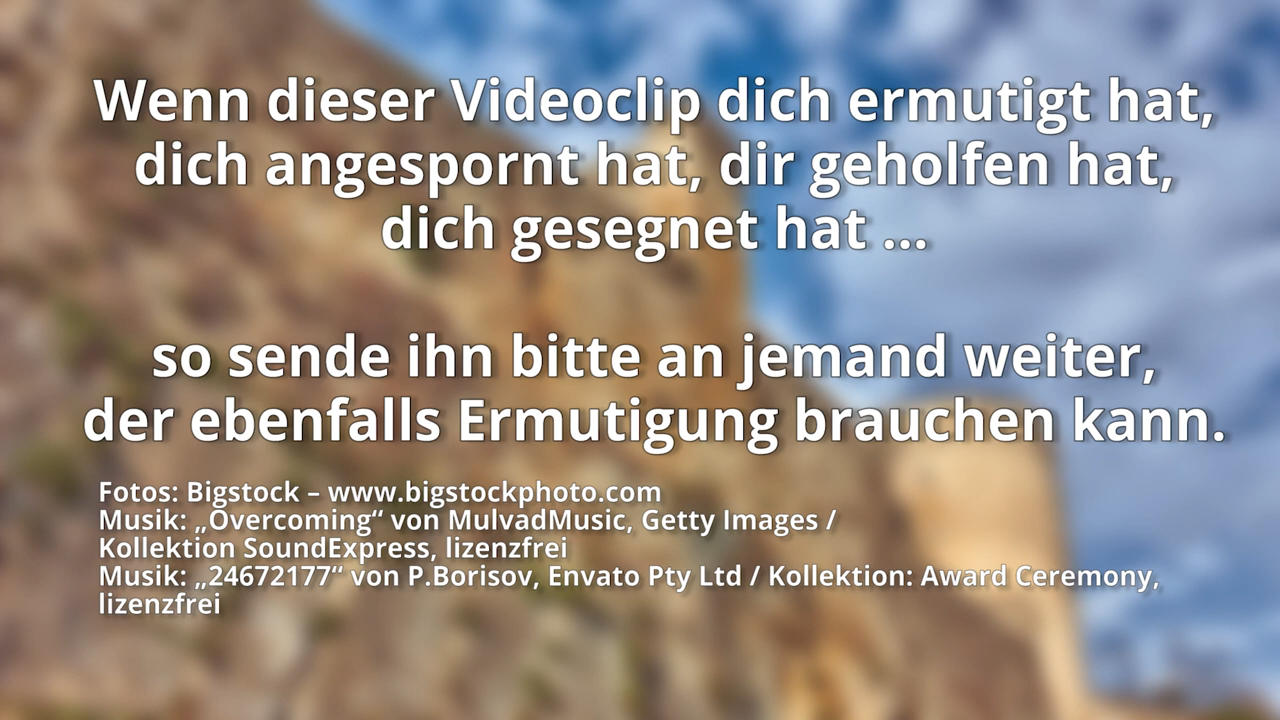 Wenn dieser Videoclip dich ermutigt hat,
dich angespornt hat, dir geholfen hat,
dich gesegnet hat ...
so sende ihn bitte an jemand weiter,
der ebenfalls Ermutigung brauchen kann.
Fotos: Bigstock – www.bigstockphoto.com
Musik: „Overcoming“ von MulvadMusic, Getty Images /
Kollektion SoundExpress, lizenzfrei
Musik: „24672177“ von P.Borisov, Envato Pty Ltd / Kollektion: Award Ceremony,
lizenzfrei